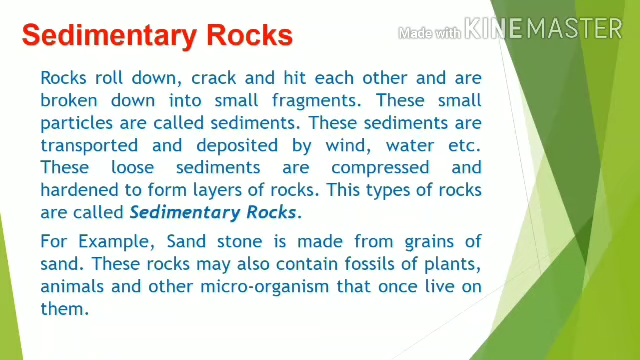 Sedimentary Rocks
Made with KINEMASTER
Rocks roll down, crack and hit each other and are
broken down into small fragments. These small
particles are called sediments. These sediments are
transported and deposited by wind, water etc.
These loose sediments are compressed and
hardened to form layers of rocks. This types of rocks
are called Sedimentary Rocks.
For Example, Sand stone is made from grains of
sand. These rocks may also contain fossils of plants,
animals and other micro-organism that once live on
them.